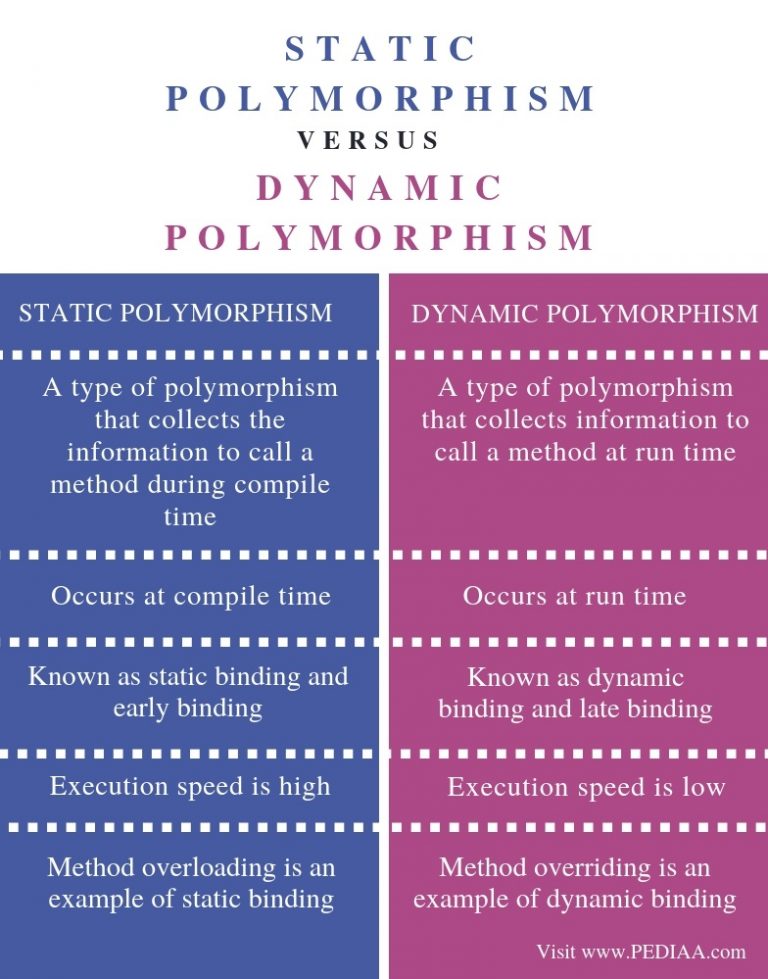 STATIC
POLYMORPHISM
VERSUS
DYNAMIC
POLYMORPHISM
STATIC POLYMORPHISM
A type of polymorphism
that collects the
information to call a
method during compile
time
Occurs at compile time
Known as static binding and
early binding
Execution speed is high
Method overloading is an
example of static binding
DYNAMIC POLYMORPHISM
A type of polymorphism
that collects information to
call a method at run time
Occurs at run time
Known as dynamic
binding and late binding
Execution speed is low
Method overriding is an
example of dynamic binding
Visit www.PEDIAA.com